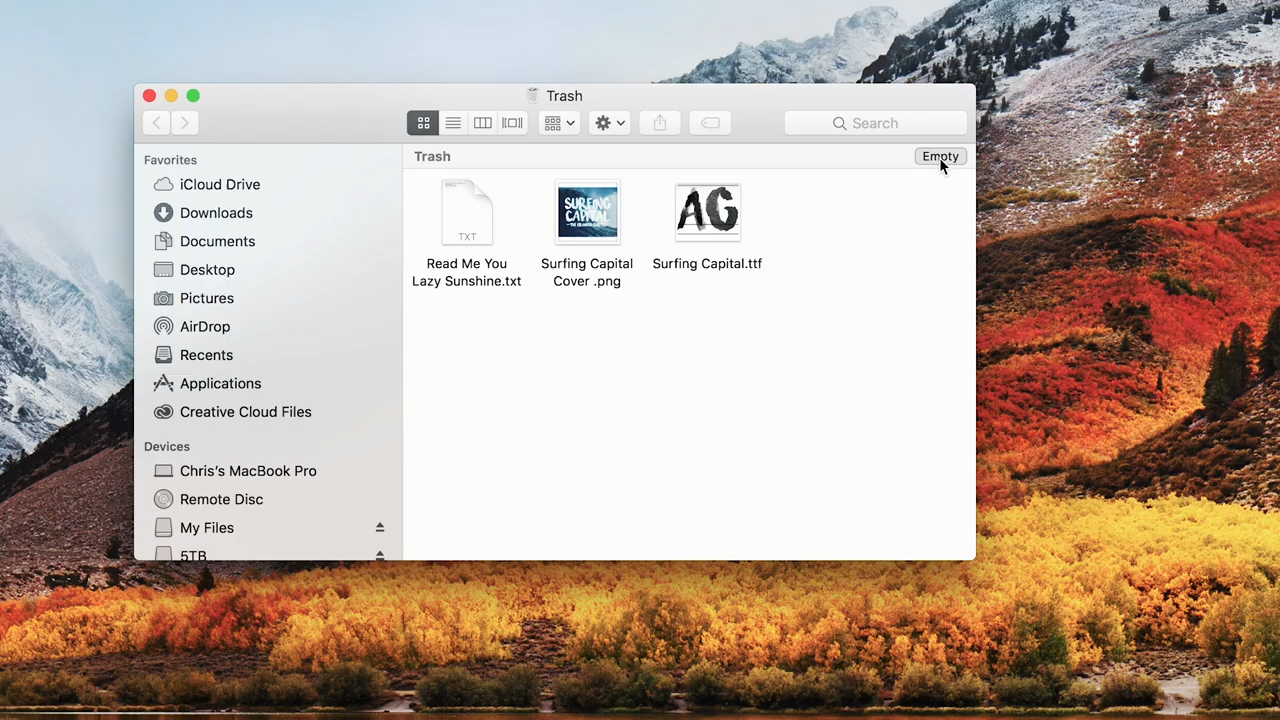 Trash
Search
Favorites
iCloud Drive
Downloads
Documents
Desktop
Pictures
AirDrop
Recents
Applications
Creative Cloud Files
Devices
Chris’s MacBook Pro
Remote Disc
My Files
5TB
Trash
Empty
TXT
Read Me You
Lazy Sunshine.txt
SURFING
CAPITAL
Surfing Capital
Cover .png
AG
Surfing Capital.ttf